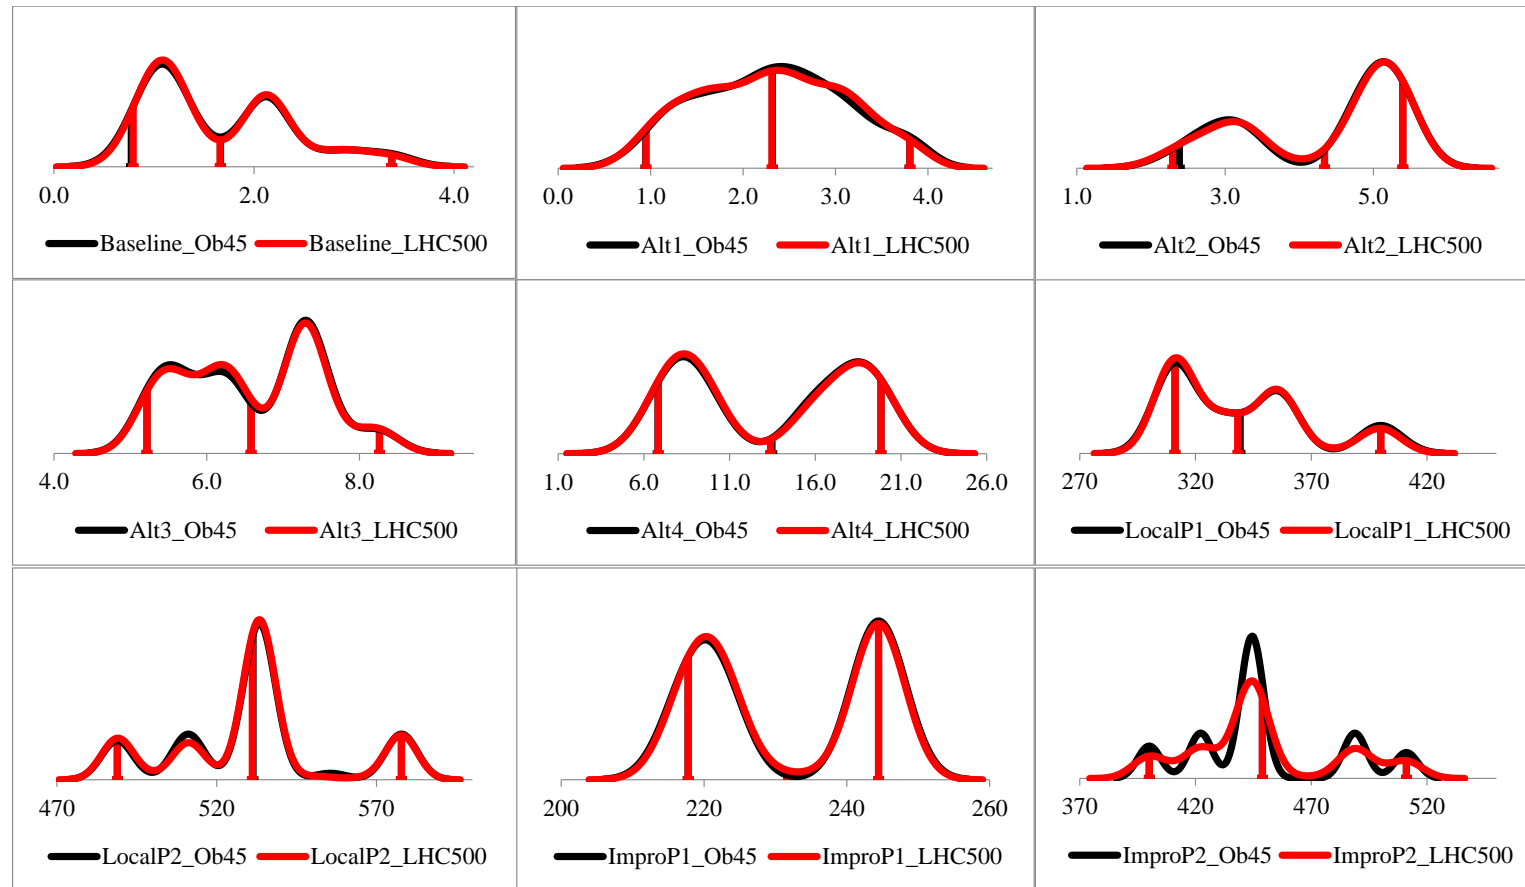 0.0 2.0 4.0
Baseline_Ob45 Baseline_LHC500
0.0 1.0 2.0 3.0 4.0
Alt1_Ob45 Alt1_LHC500
1.0 3.0 5.0
Alt2_Ob45 Alt2_LHC500
4.0 6.0 8.0
Alt3_Ob45 Alt3_LHC500
1.0 6.0 11.0 16.0 21.0 26.0
Alt4_Ob45 Alt4_LHC500
270 320 370 420
LocalP1_Ob45 LocalP1_LHC500
470 520 570
LocalP2_Ob45 LocalP2_LHC500
200 220 240 260
ImproP1_Ob45 ImproP1_LHC500
370 420 470 520
ImproP2_Ob45 ImproP2_LHC500